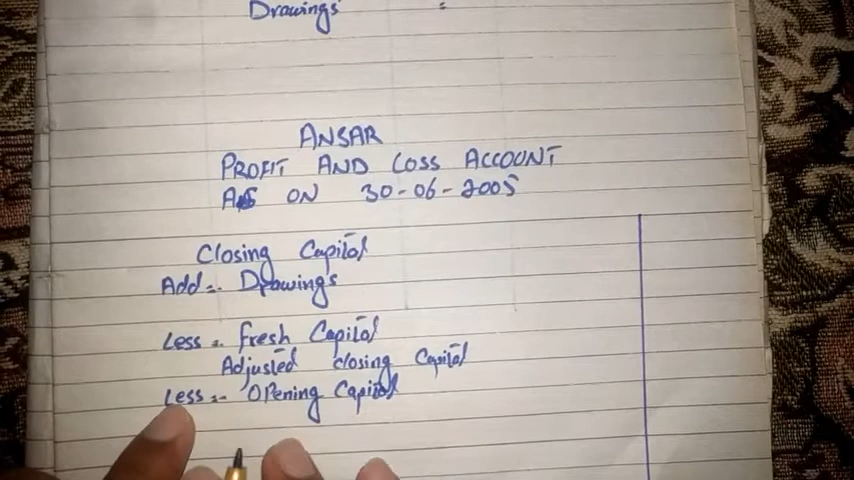 Drawings :
ANSAR
PROFIT AND LOSS ACCOUNT
AS ON 30-06-2005
Closing Capital
Add:- Drawings
Less:- Fresh Capital
Adjusted closing Capital
Less:- Opening Capital